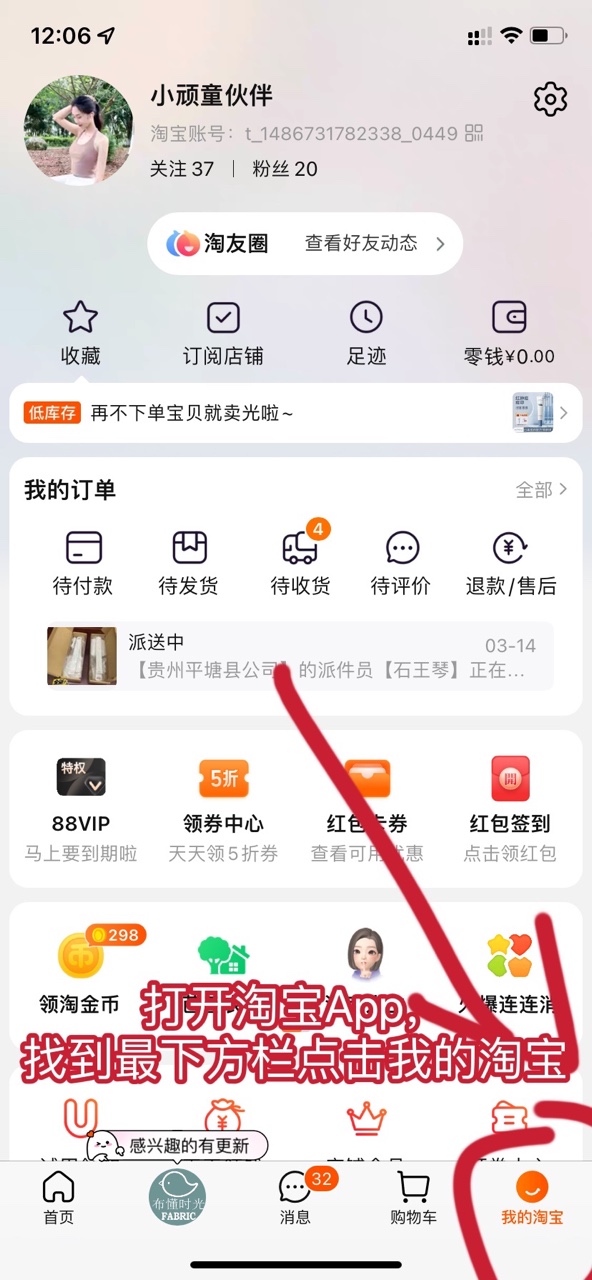 12:06
小顽童伙伴
淘宝账号：t_1486731782338_0449
关注 37 | 粉丝 20
淘友圈 查看好友动态
收藏 订阅店铺 足迹 零钱¥0.00
低库存 再不下单宝贝就卖光啦~
我的订单 全部
4
待付款 待发货 待收货 待评价 退款/售后
派送中 03-14
【贵州平塘县公司】的派件员【石王琴】正在...
特权 5折 開
88VIP 领券中心 红包卡券 红包签到
马上要到期啦 天天领5折券 查看可用优惠 点击领红包
币 298
领淘金币 火爆连连消
打开淘宝App,
找到最下方栏点击我的淘宝
感兴趣的有更新
布懂时光
FABRIC
32
首页 消息 购物车 我的淘宝